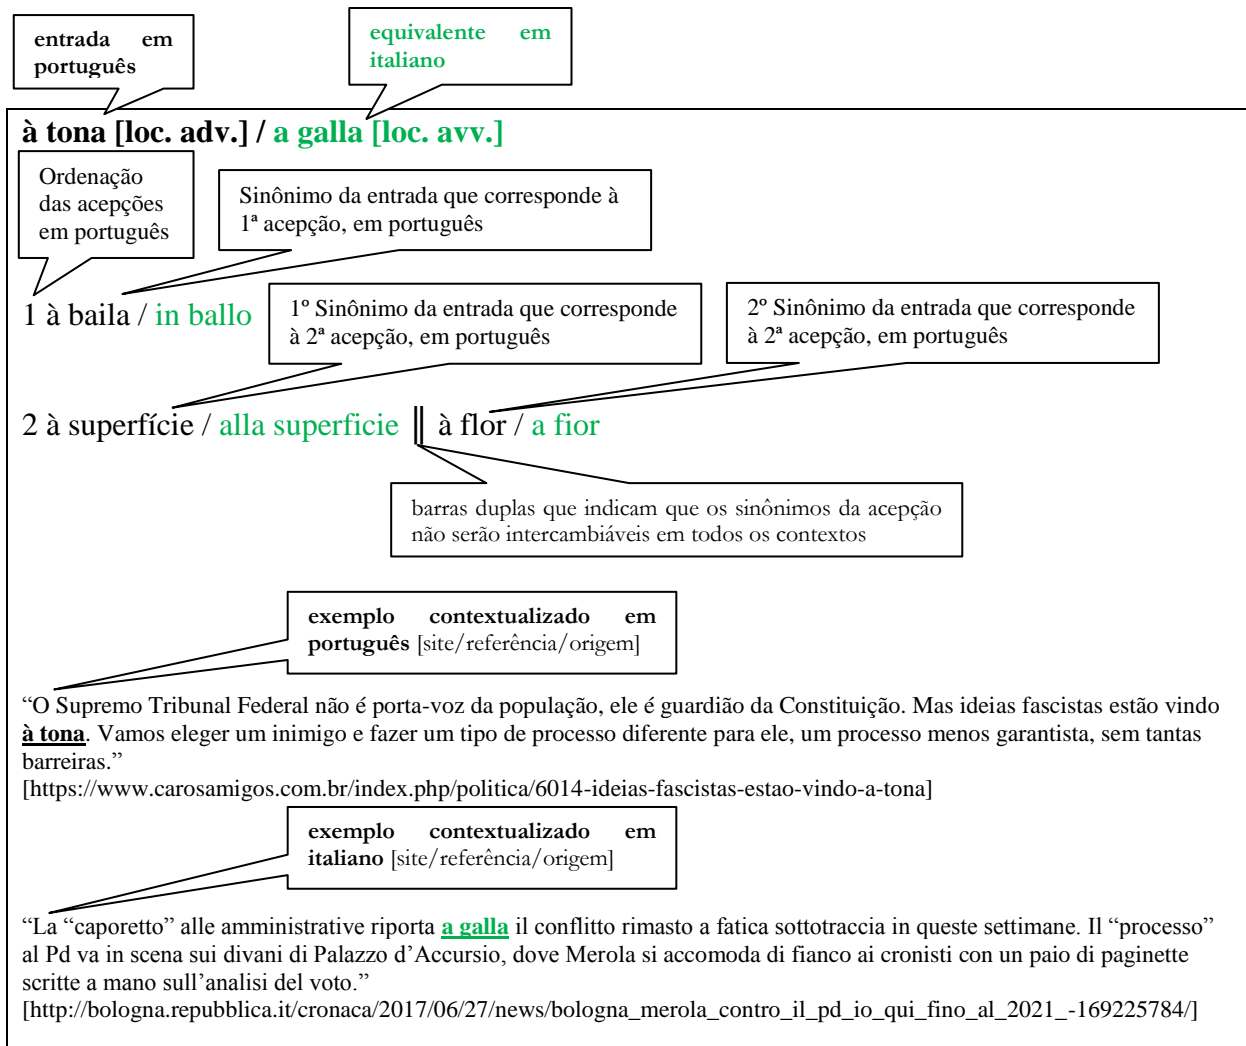 entrada em
português
equivalente em
italiano
à tona [loc. adv.] / a galla [loc. avv.]
Ordenação
das acepções
em português
Sinônimo da entrada que corresponde à
1ª acepção, em português
1 à baila / in ballo
1º Sinônimo da entrada que corresponde
à 2ª acepção, em português
2º Sinônimo da entrada que corresponde
à 2ª acepção, em português
2 à superfície / alla superficie ‖ à flor / a fior
barras duplas que indicam que os sinônimos da acepção
não serão intercambiáveis em todos os contextos
exemplo contextualizado em
português [site/referência/origem]
“O Supremo Tribunal Federal não é porta-voz da população, ele é guardião da Constituição. Mas ideias fascistas estão vindo
à tona. Vamos eleger um inimigo e fazer um tipo de processo diferente para ele, um processo menos garantista, sem tantas
barreiras.”
[https://www.carosamigos.com.br/index.php/politica/6014-ideias-fascistas-estao-vindo-a-tona]
exemplo contextualizado em
italiano [site/referência/origem]
“La “caporetto” alle amministrative riporta a galla il conflitto rimasto a fatica sottotraccia in queste settimane. Il “processo”
al Pd va in scena sui divani di Palazzo d’Accursio, dove Merola si accomoda di fianco ai cronisti con un paio di paginette
scritte a mano sull’analisi del voto.”
[http://bologna.repubblica.it/cronaca/2017/06/27/news/bologna_merola_contro_il_pd_io_qui_fino_al_2021_-169225784/]